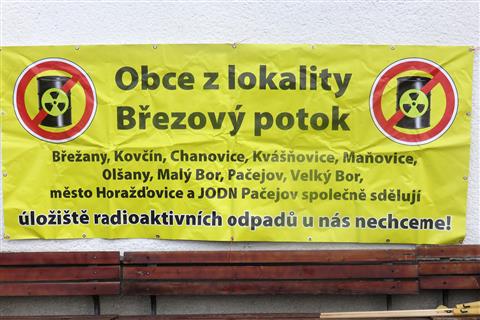 Obce z lokality
Březový potok
Břežany, Kovčín, Chanovice, Kvášňovice, Maňovice,
Olšany, Malý Bor, Pačejov, Velký Bor,
město Horažďovice a JODN Pačejov společně sdělují
úložiště radioaktivních odpadů u nás nechceme!